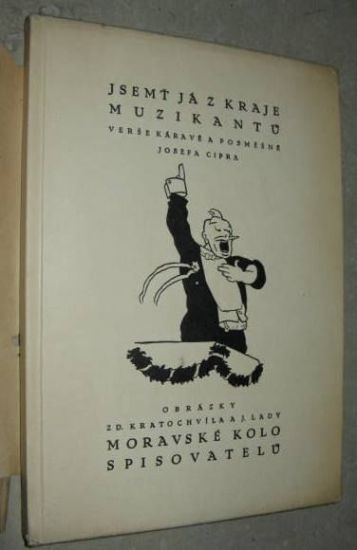 JSEMŤ JÁ Z KRAJE
MUZIKANTŮ
VERŠE KÁRAVÉ A POSMĚŠNÉ
JOSEFA CIPRA
OBRÁZKY
ZD. KRATOCHVÍLA A J. LADY
MORAVSKÉ KOLO
SPISOVATELŮ